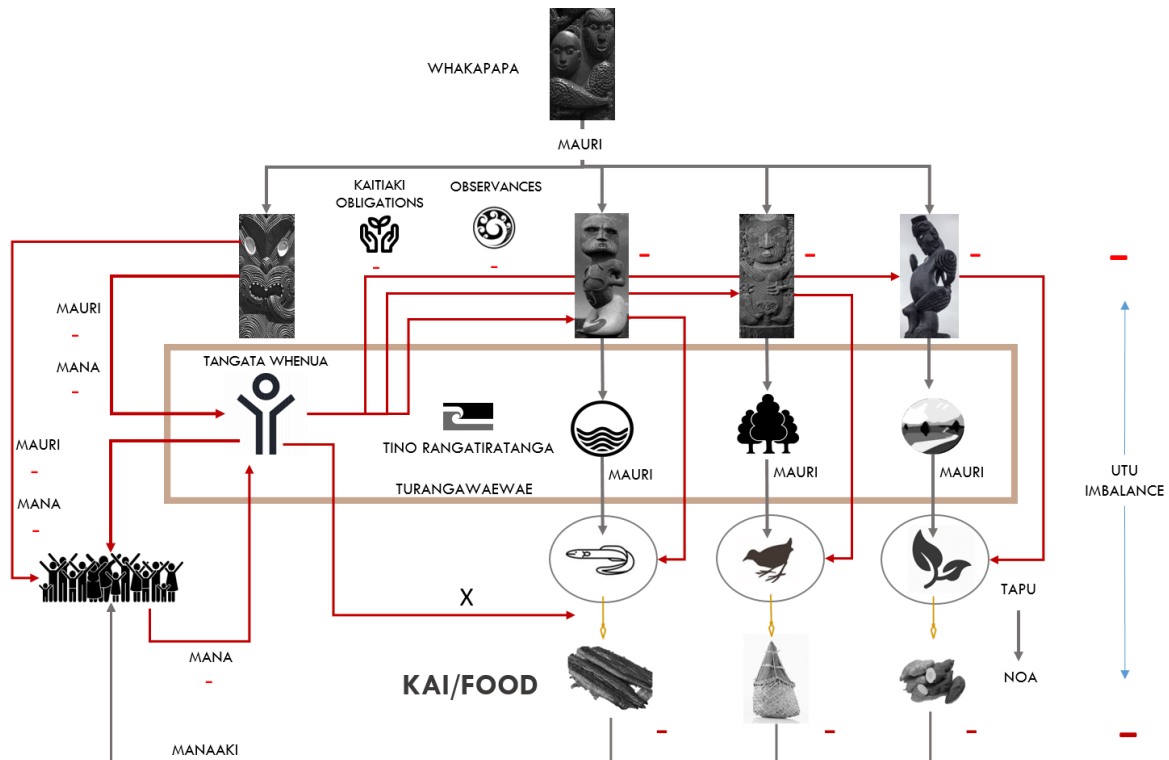 WHAKAPAPA
MAURI
KAITIAKI
OBLIGATIONS
OBSERVANCES
-
-
-
-
-
-
MAURI
-
MANA
-
TANGATA WHENUA
TINO RANGATIRATANGA
TURANGAWAEWAE
MAURI
MAURI
MAURI
UTU
IMBALANCE
MAURI
-
MANA
-
X
TAPU
NOA
MANA
-
KAI/FOOD
MANAAKI
-
-
-
-